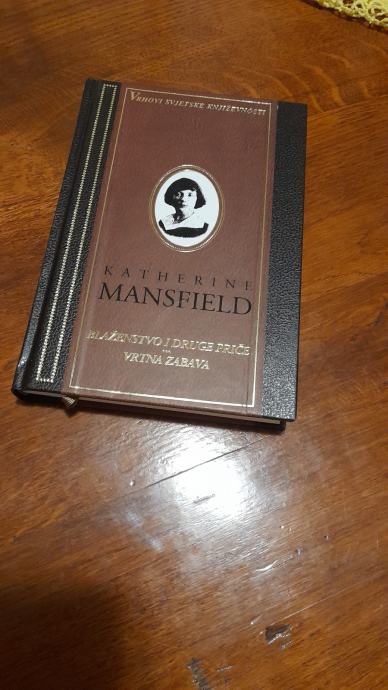 VRHOVI SVJETSKE KNJIŽEVNOSTI
KATHERINE
MANSFIELD
BLAŽENSTVO I DRUGE PRIČE
VRTNA ZABAVA